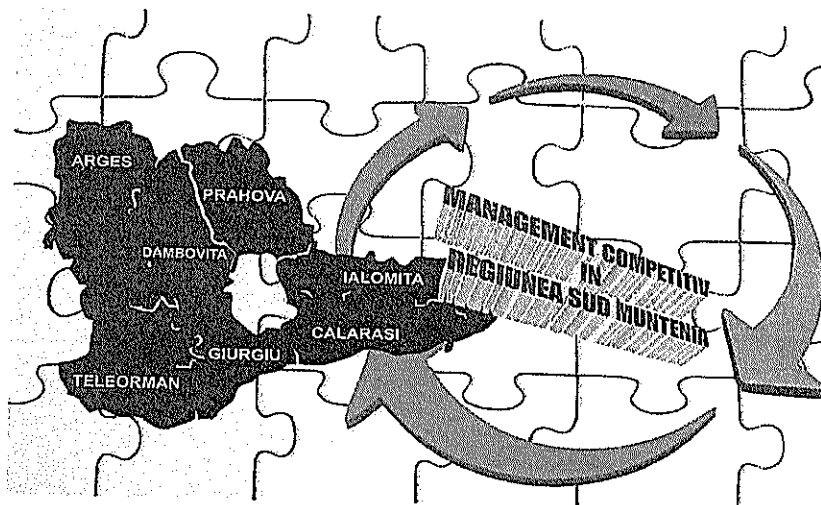 ARGES
PRAHOVA
DAMBOVITA
IALOMITA
CALARASI
GIURGIU
TELEORMAN
MANAGEMENT COMPETITIV
IN
REGIUNEA SUD MUNTENIA